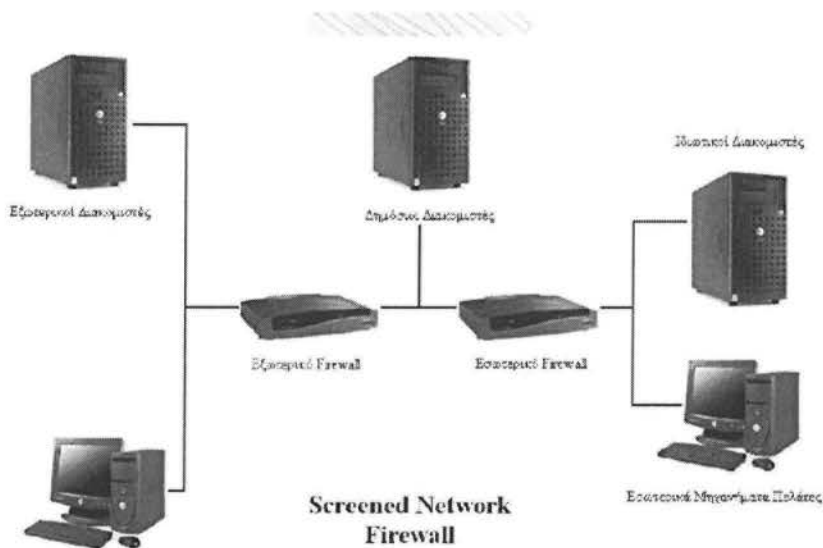 Εξωτερικοί Διακομιστές
Δημόσιοι Διακομιστές
Ιδιωτικοί Διακομιστές
Εξωτερικό Firewall
Εσωτερικό Firewall
Εσωτερικά Μηχανήματα Πελάτες
Screened Network
Firewall